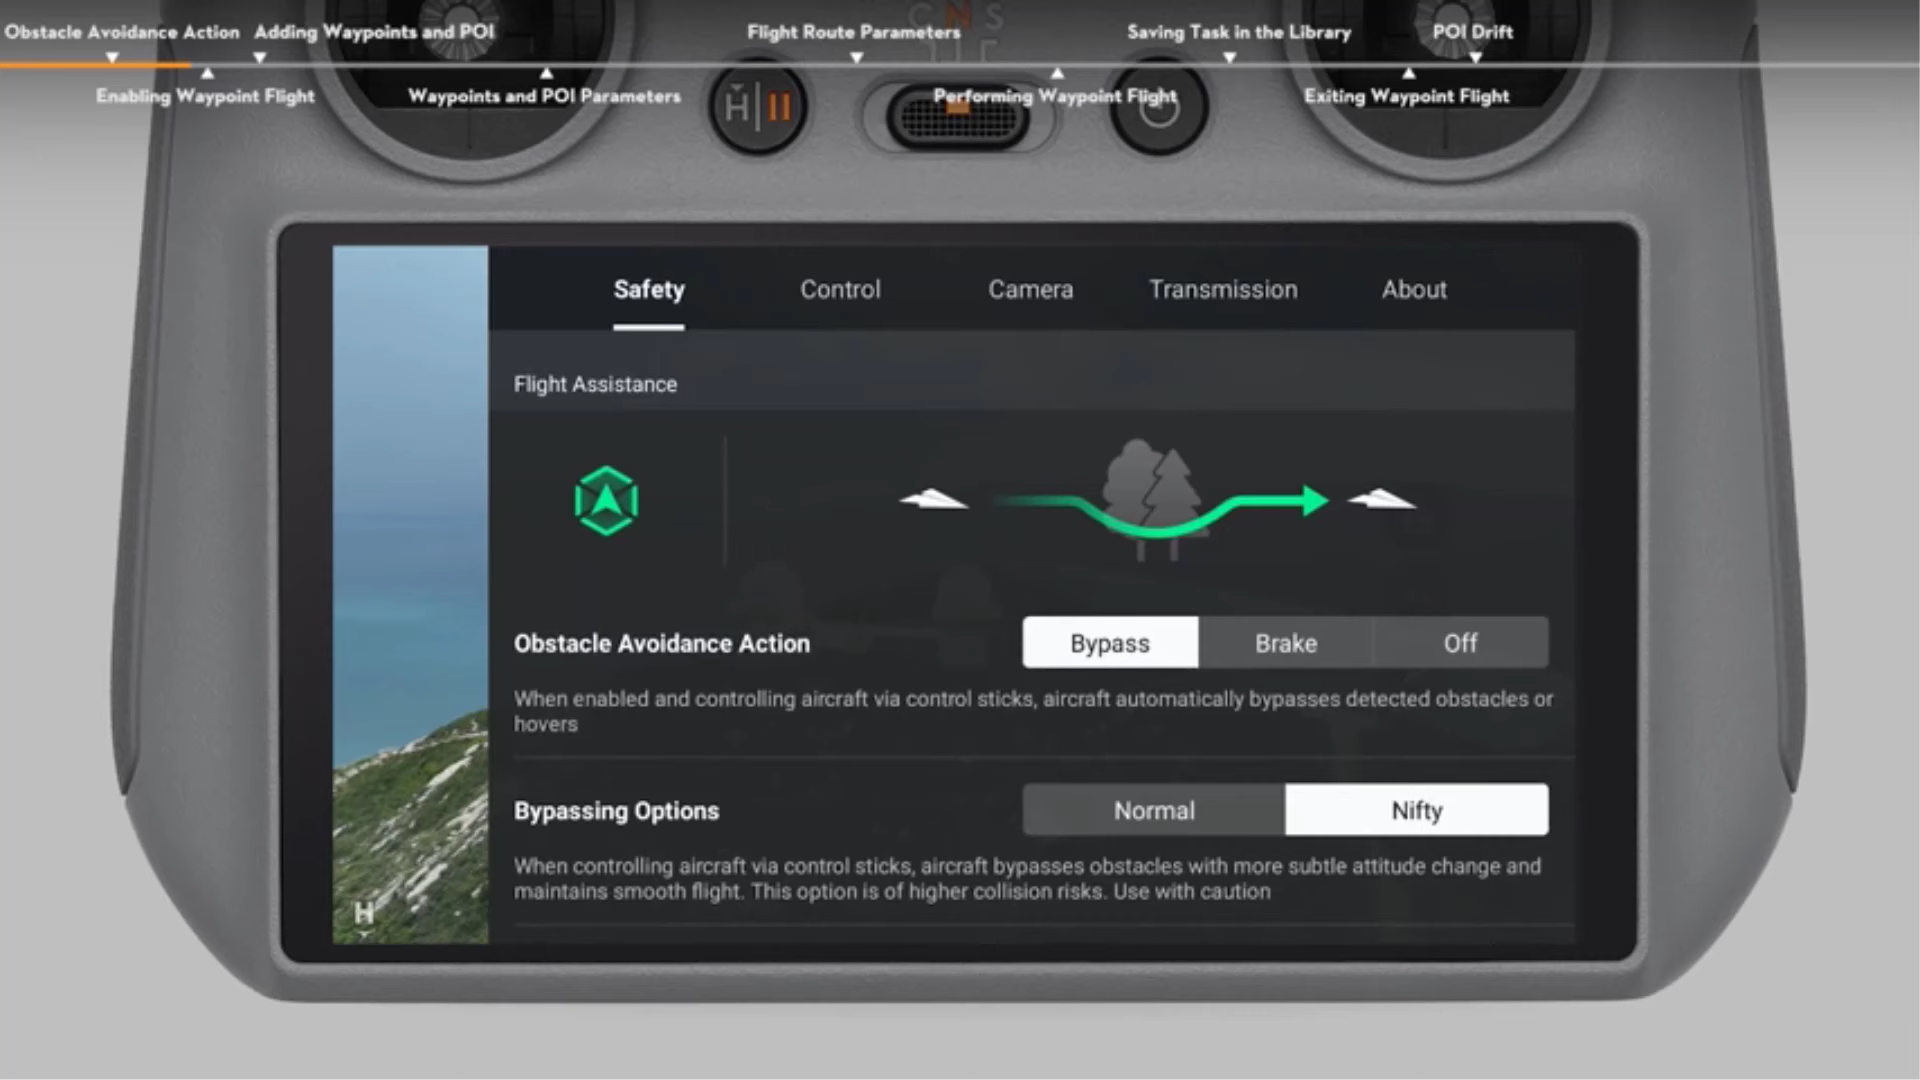 Obstacle Avoidance Action
Adding Waypoints and POI
Flight Route Parameters
Saving Task in the Library
POI Drift
Enabling Waypoint Flight
Waypoints and POI Parameters
Performing Waypoint Flight
Exiting Waypoint Flight
C N S
H
Safety
Control
Camera
Transmission
About
Flight Assistance
Obstacle Avoidance Action
Bypass
Brake
Off
When enabled and controlling aircraft via control sticks, aircraft automatically bypasses detected obstacles or
hovers
Bypassing Options
Normal
Nifty
When controlling aircraft via control sticks, aircraft bypasses obstacles with more subtle attitude change and
maintains smooth flight. This option is of higher collision risks. Use with caution
H